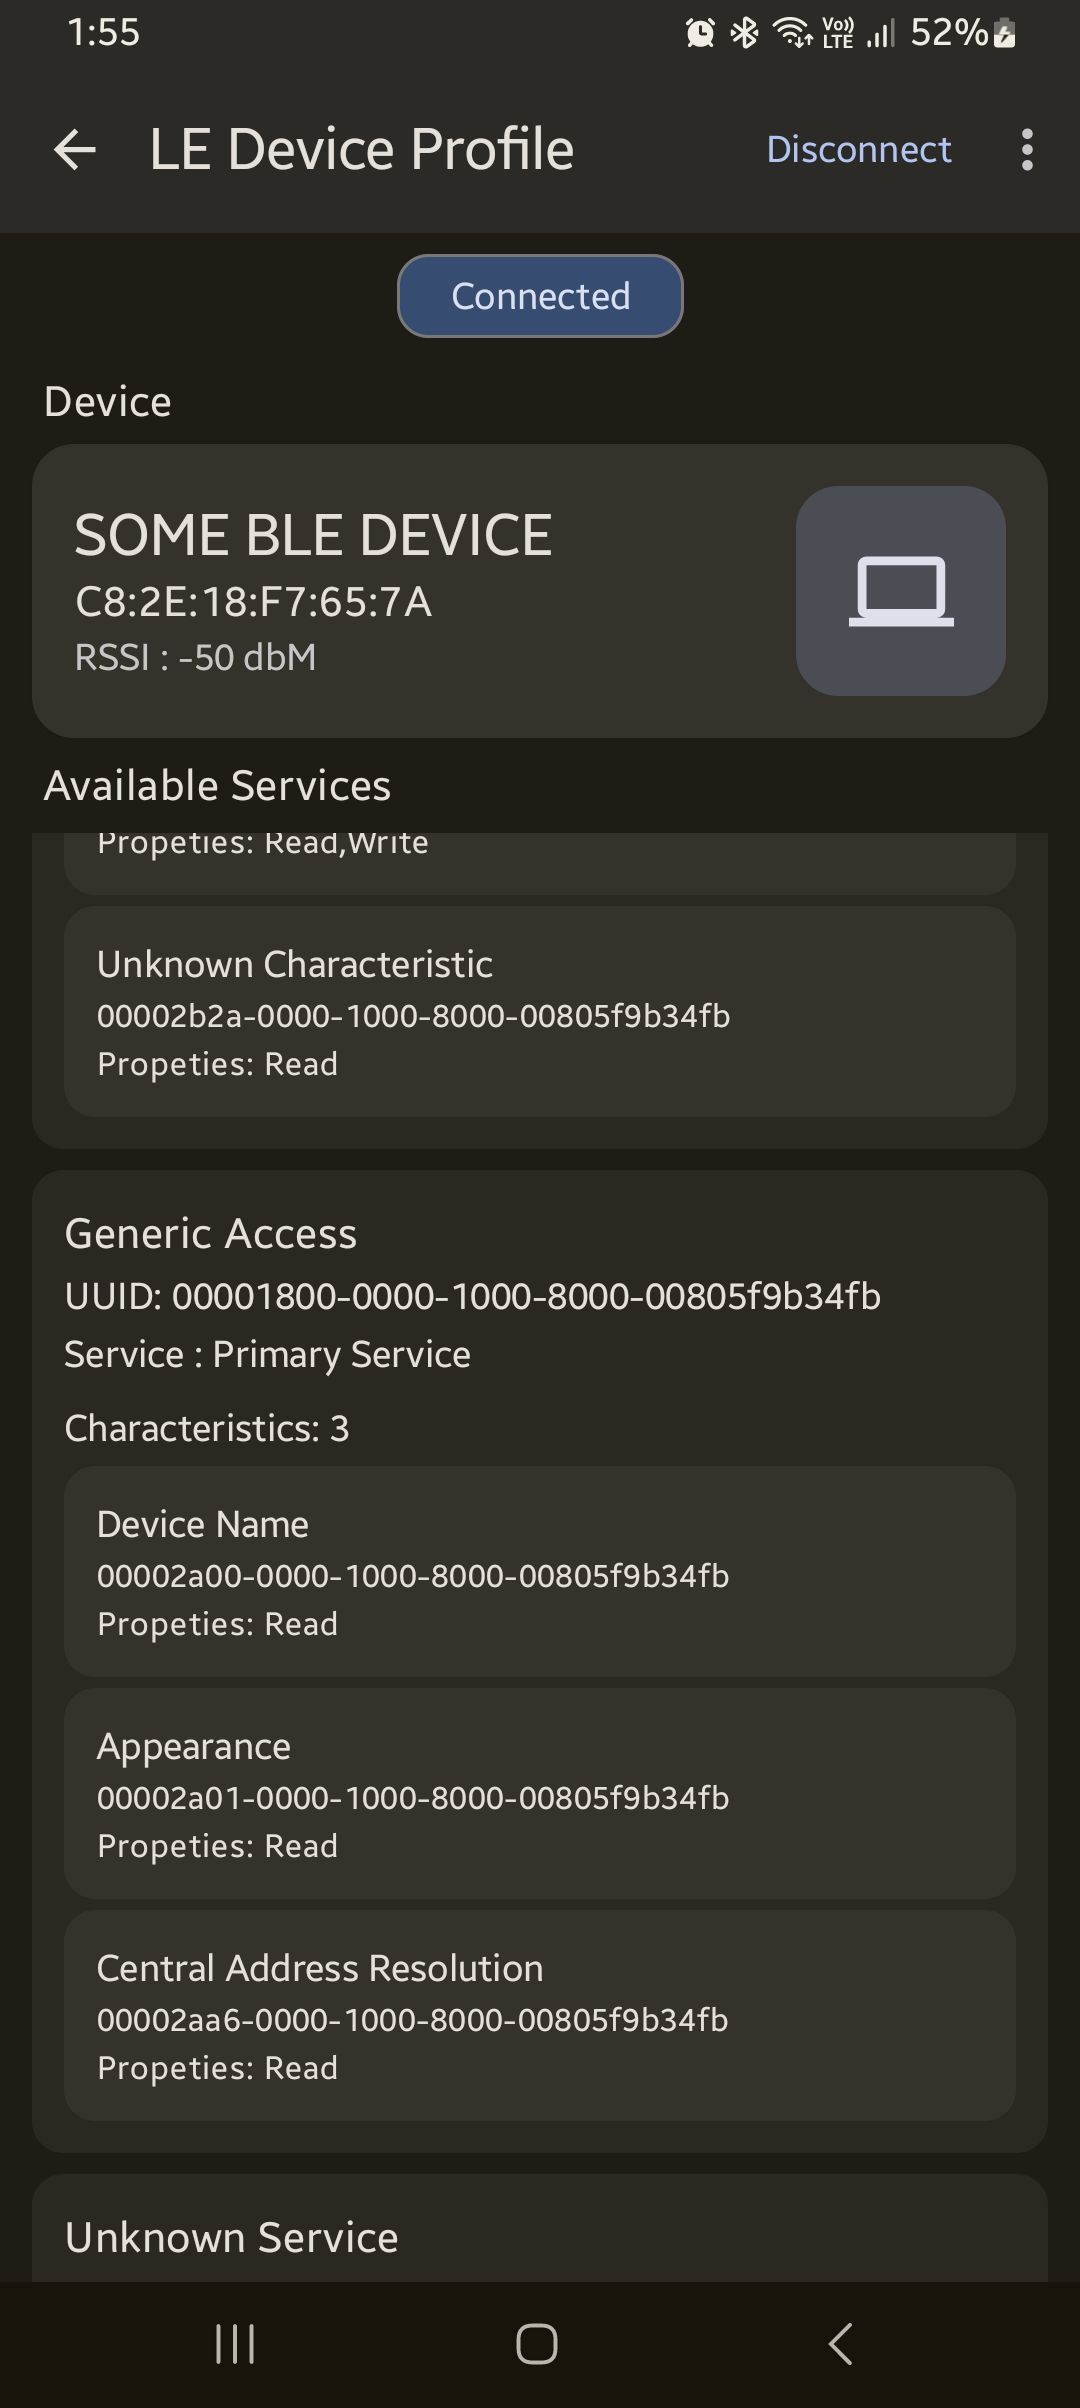 1:55
Vo))
LTE
52%
LE Device Profile
Disconnect
Connected
Device
SOME BLE DEVICE
C8:2E:18:F7:65:7A
RSSI : -50 dbM
Available Services
Propeties: Read,Write
Unknown Characteristic
00002b2a-0000-1000-8000-00805f9b34fb
Propeties: Read
Generic Access
UUID: 00001800-0000-1000-8000-00805f9b34fb
Service : Primary Service
Characteristics: 3
Device Name
00002a00-0000-1000-8000-00805f9b34fb
Propeties: Read
Appearance
00002a01-0000-1000-8000-00805f9b34fb
Propeties: Read
Central Address Resolution
00002aa6-0000-1000-8000-00805f9b34fb
Propeties: Read
Unknown Service